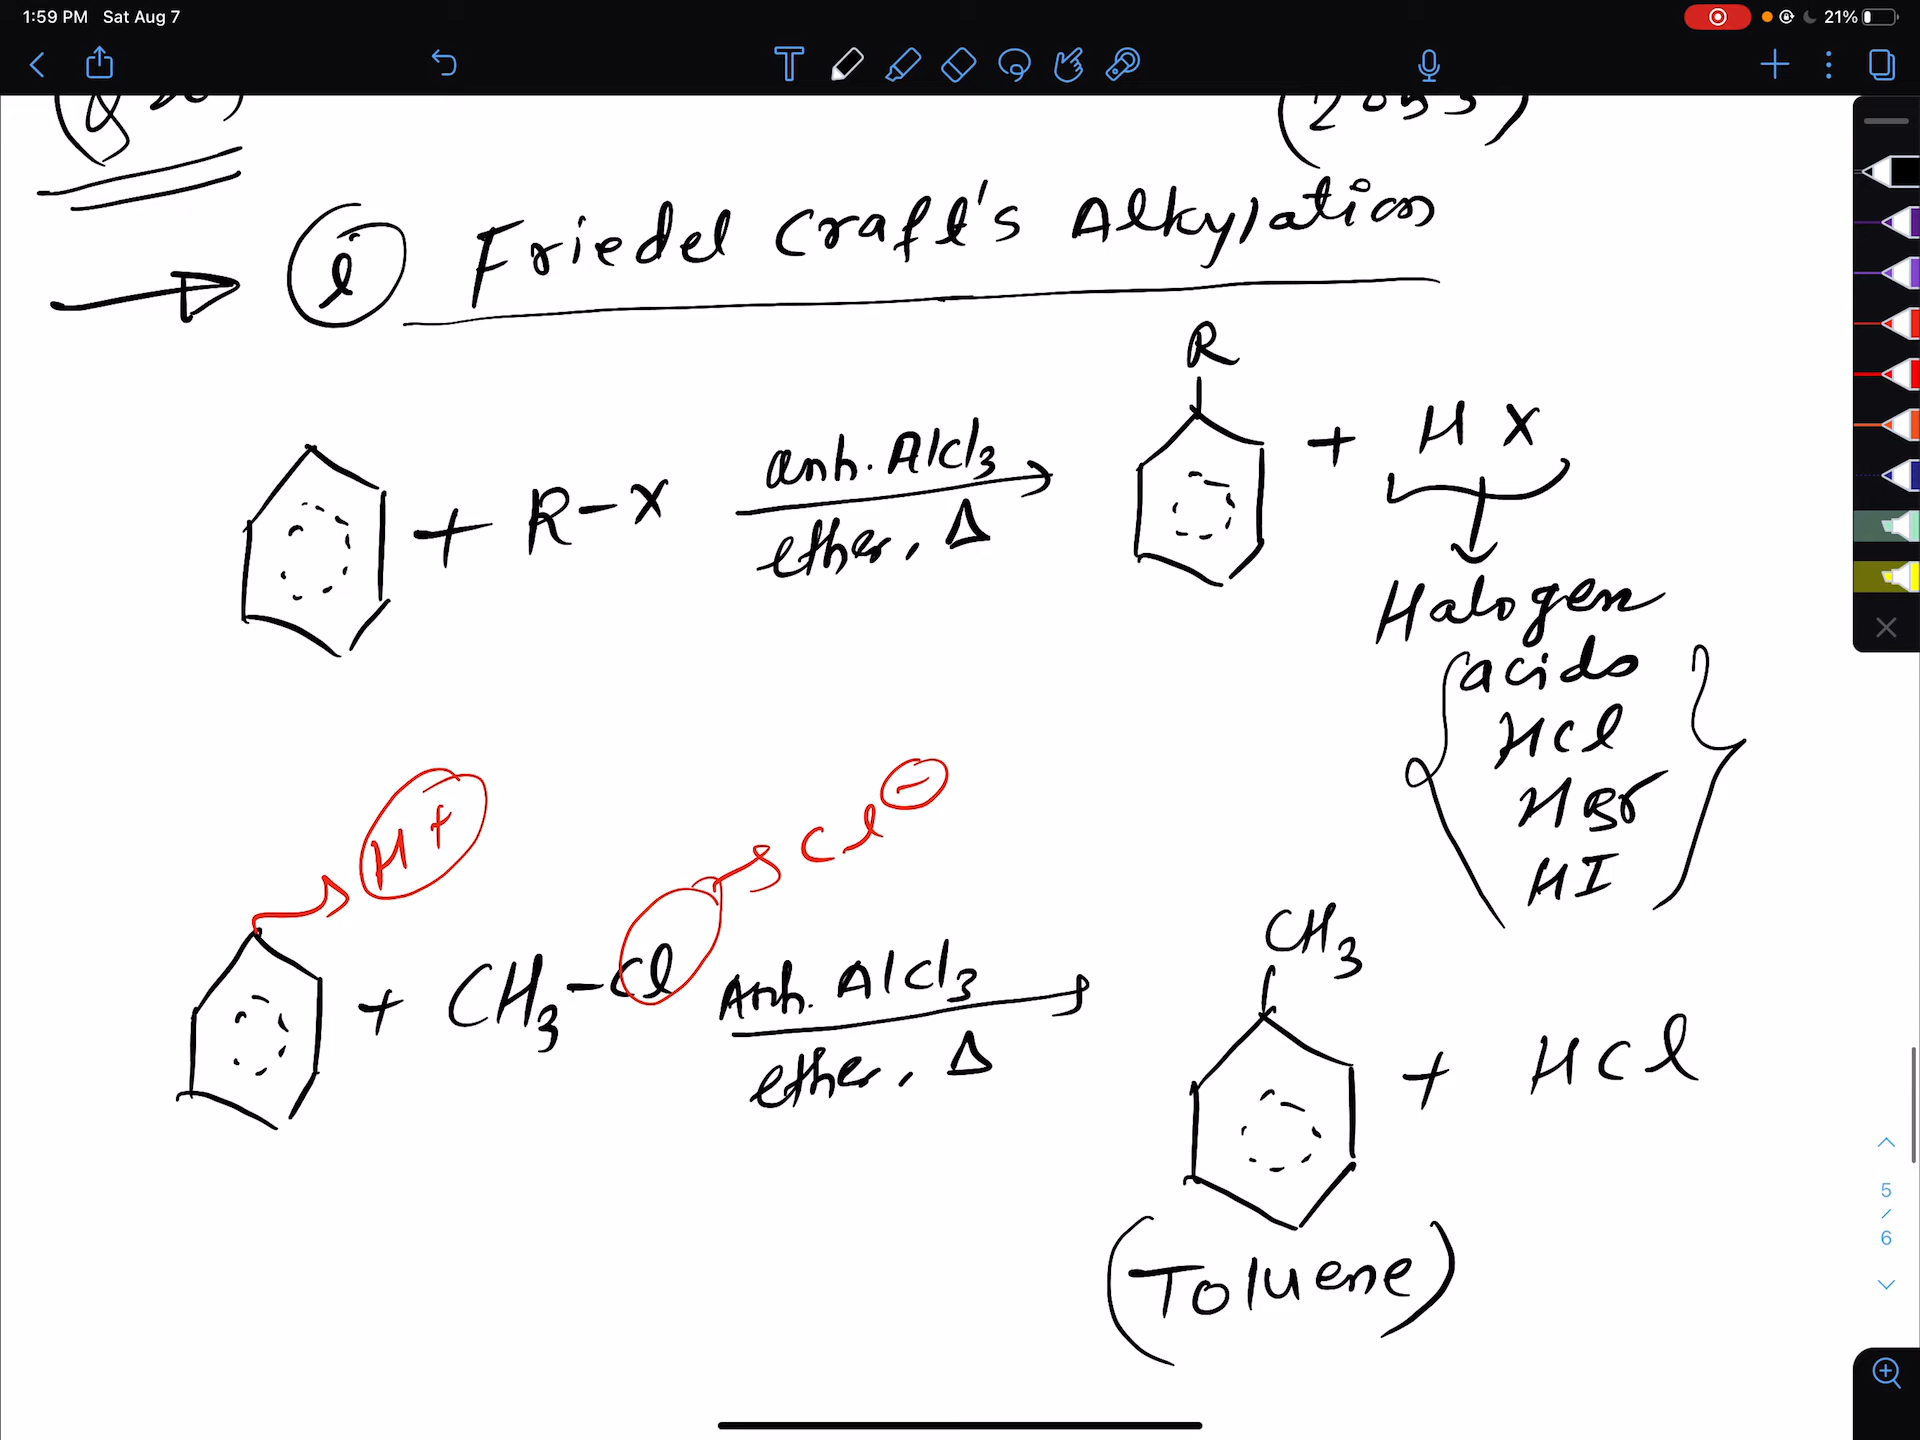 1:59 PM Sat Aug 7
21%
(2055)
i Friedel Craft's Alkylation
R
+ R-X anh. AlCl3 + HX
ether, Δ
Halogen
acids
HCl
HBr
HI
H+ Cl-
CH3
+ CH3-Cl Anh. AlCl3 + HCl
ether, Δ
(Toluene)
5
/
6